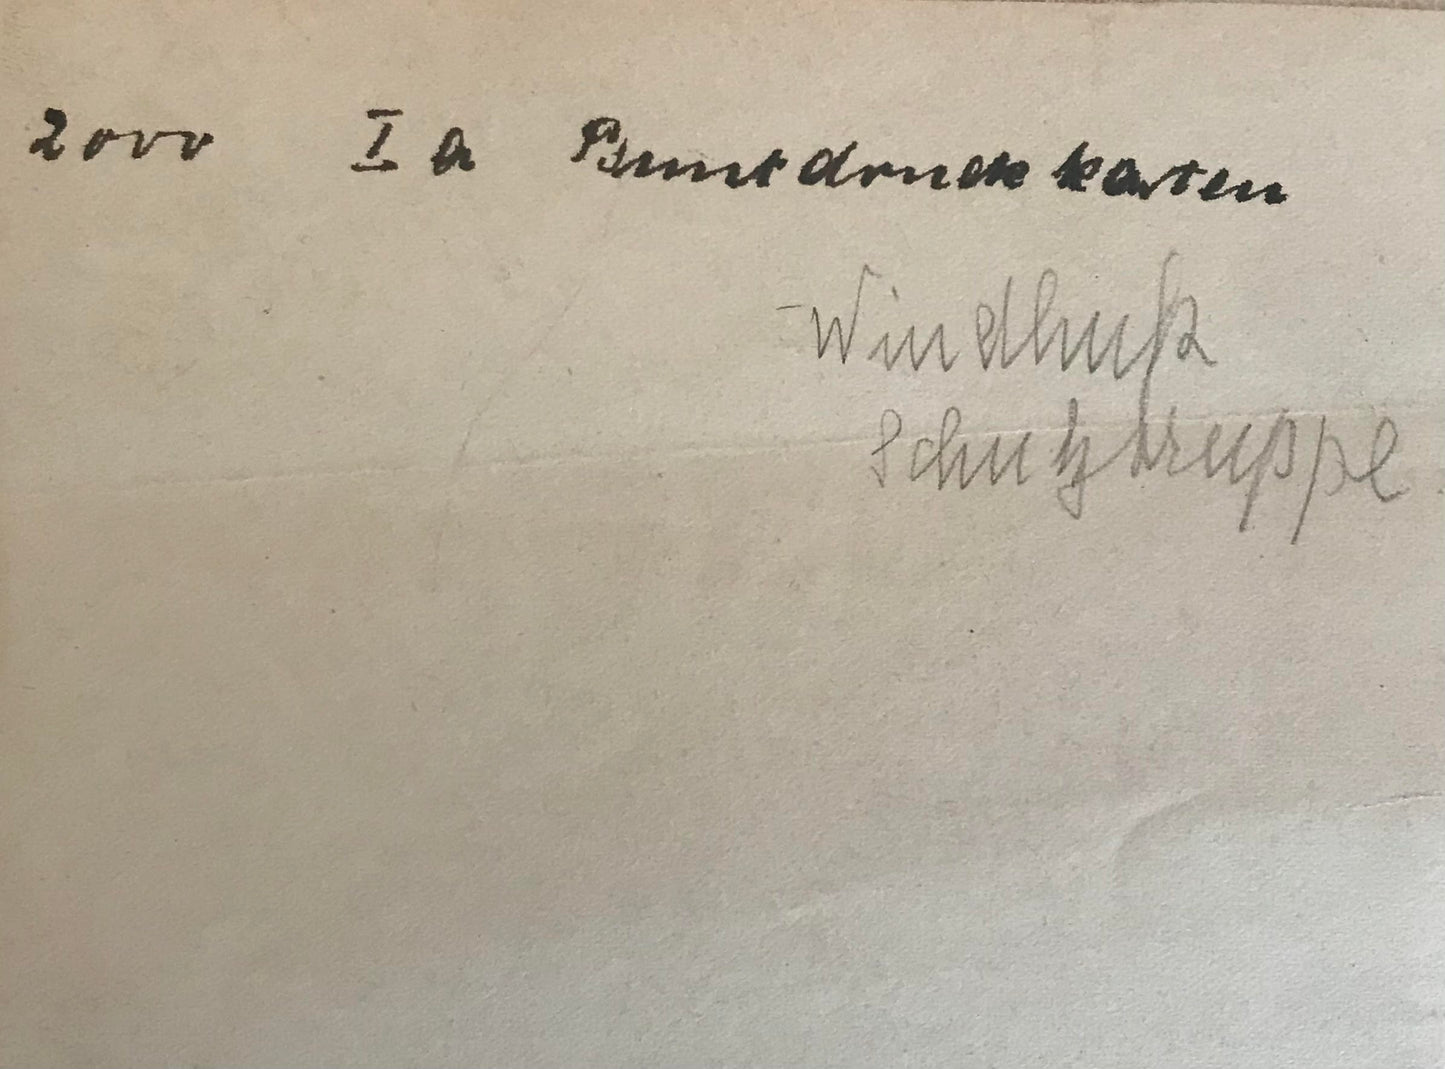 2000 I a Buntdruckkarten
Windhuk
Schutztruppe.